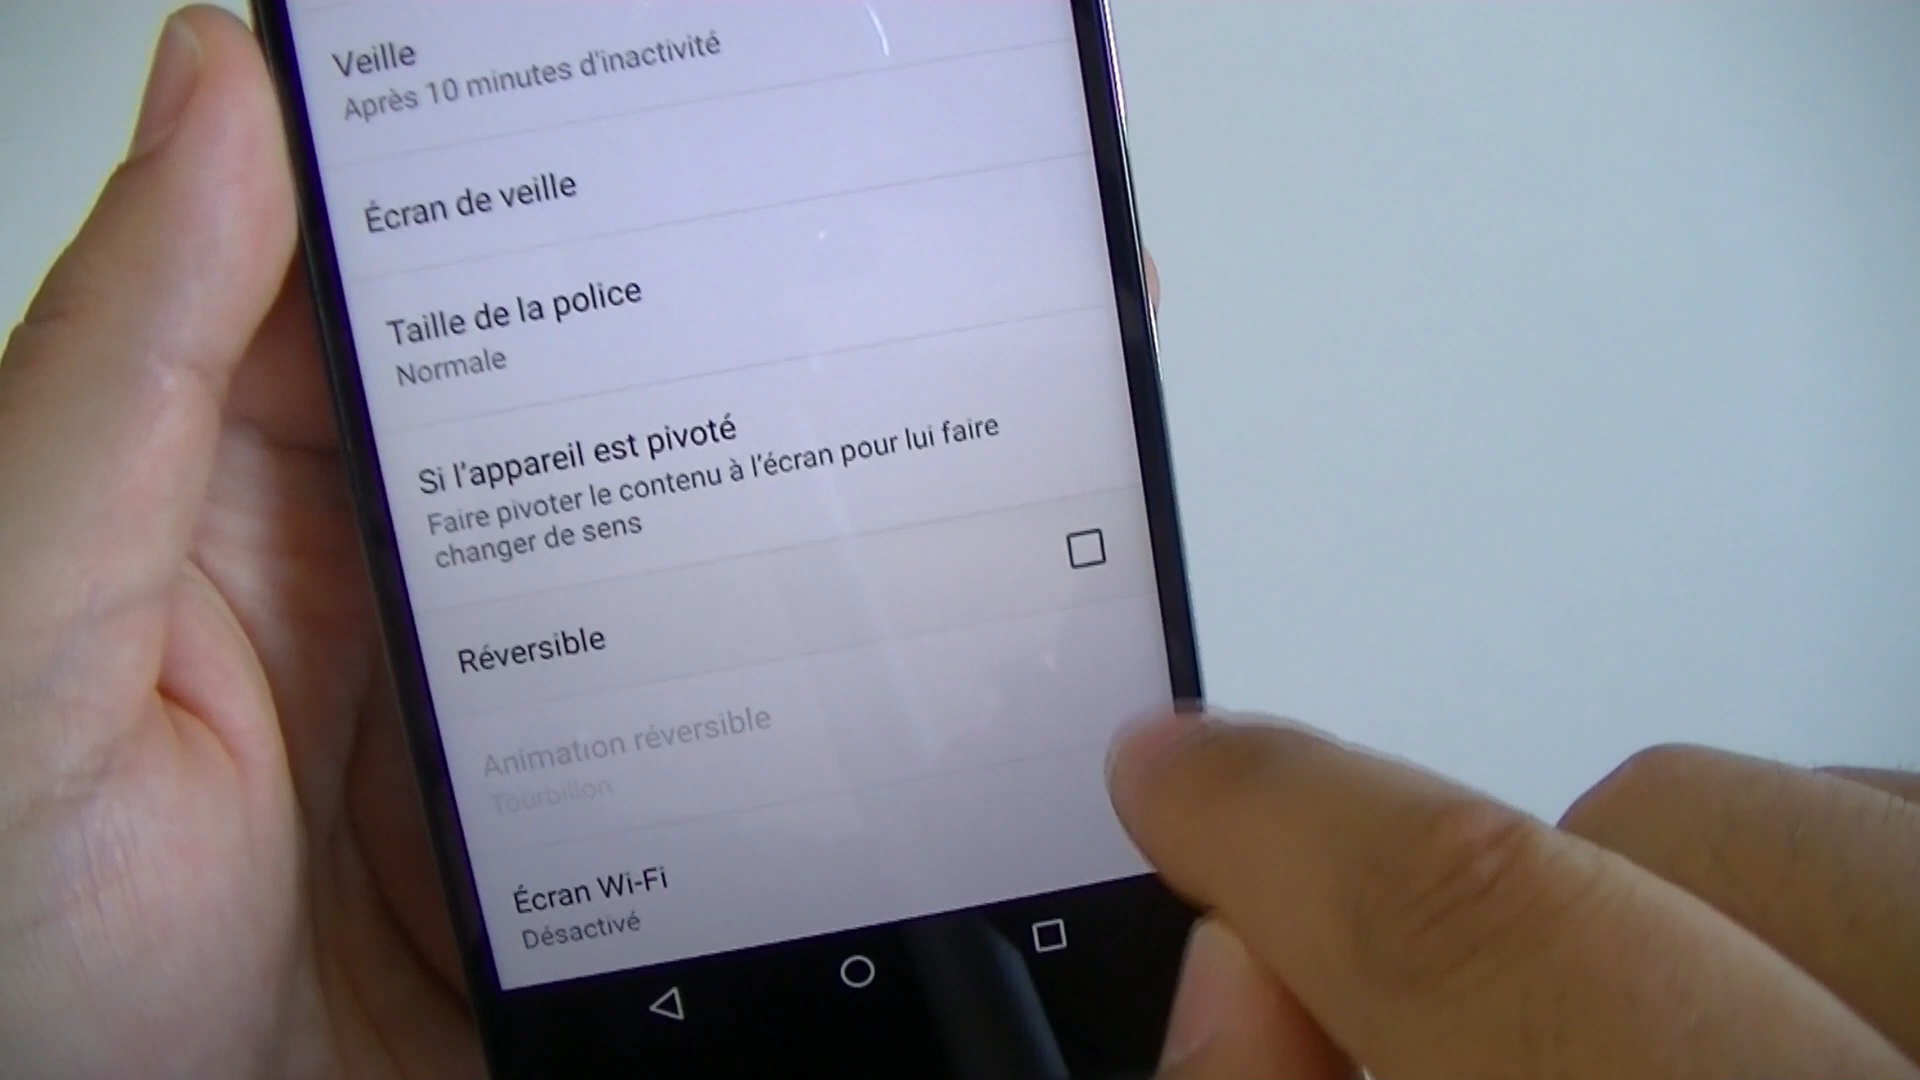 Veille
Après 10 minutes d'inactivité
Écran de veille
Taille de la police
Normale
Si l'appareil est pivoté
Faire pivoter le contenu à l'écran pour lui faire
changer de sens
Réversible
Animation réversible
Tourbillon
Écran Wi-Fi
Désactivé